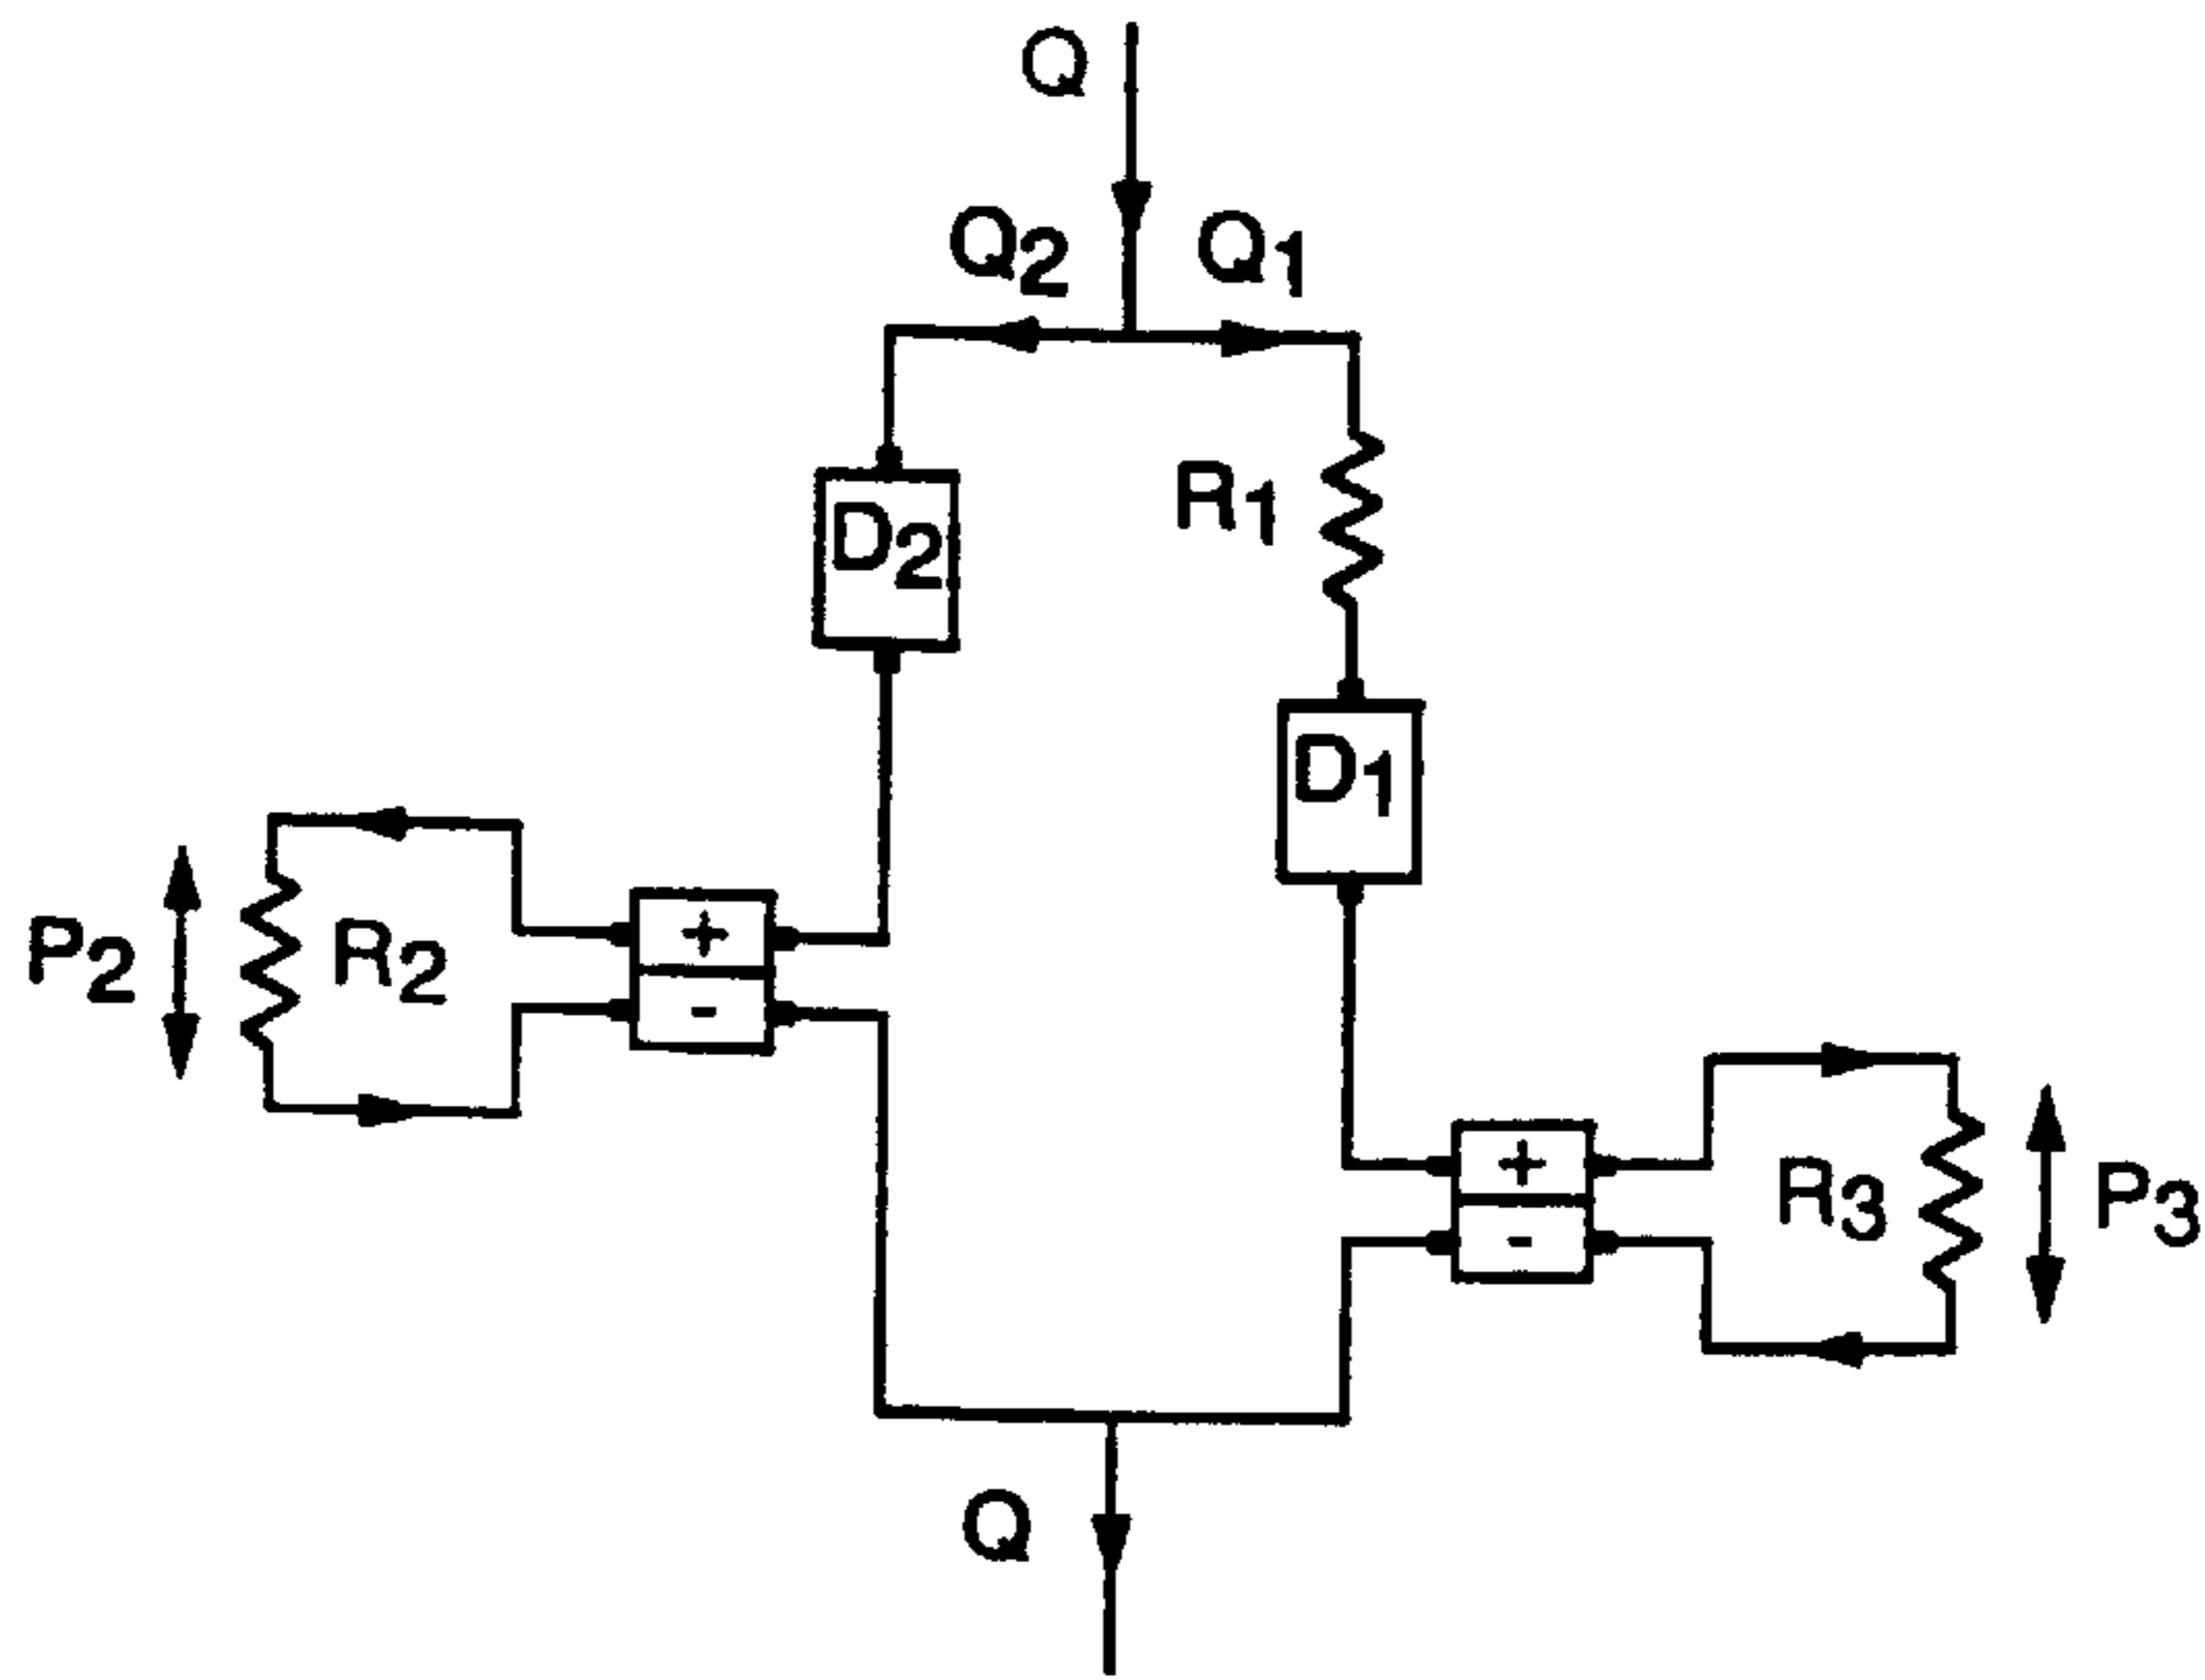 Q
Q2 Q1
D2
R1
D1
+
P2 R2
-
+
R3 P3
-
Q